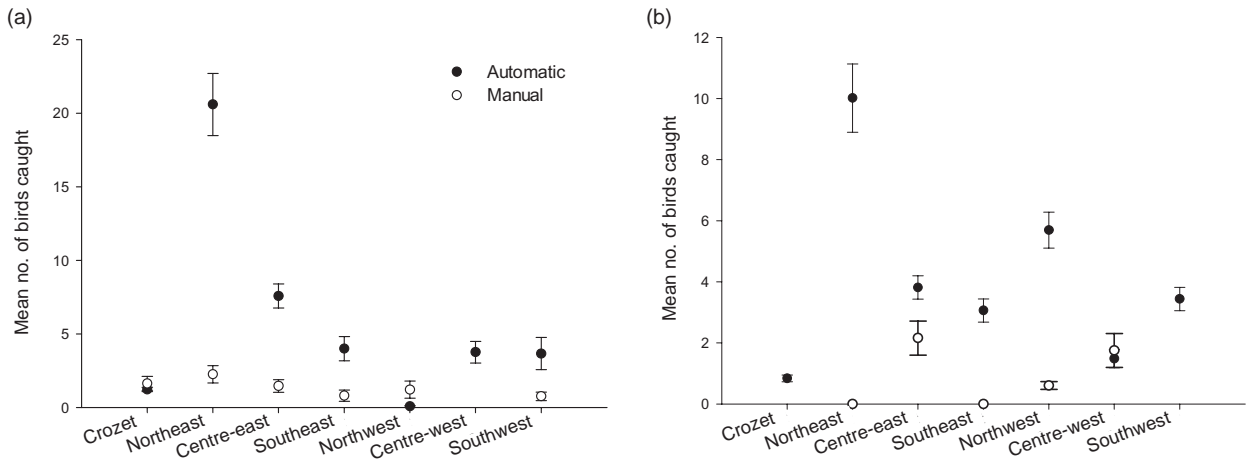 (a)
Mean no. of birds caught
25
20
15
10
5
0
Automatic
Manual
Crozet
Northeast
Centre-east
Southeast
Northwest
Centre-west
Southwest
(b)
Mean no. of birds caught
12
10
8
6
4
2
0
Crozet
Northeast
Centre-east
Southeast
Northwest
Centre-west
Southwest